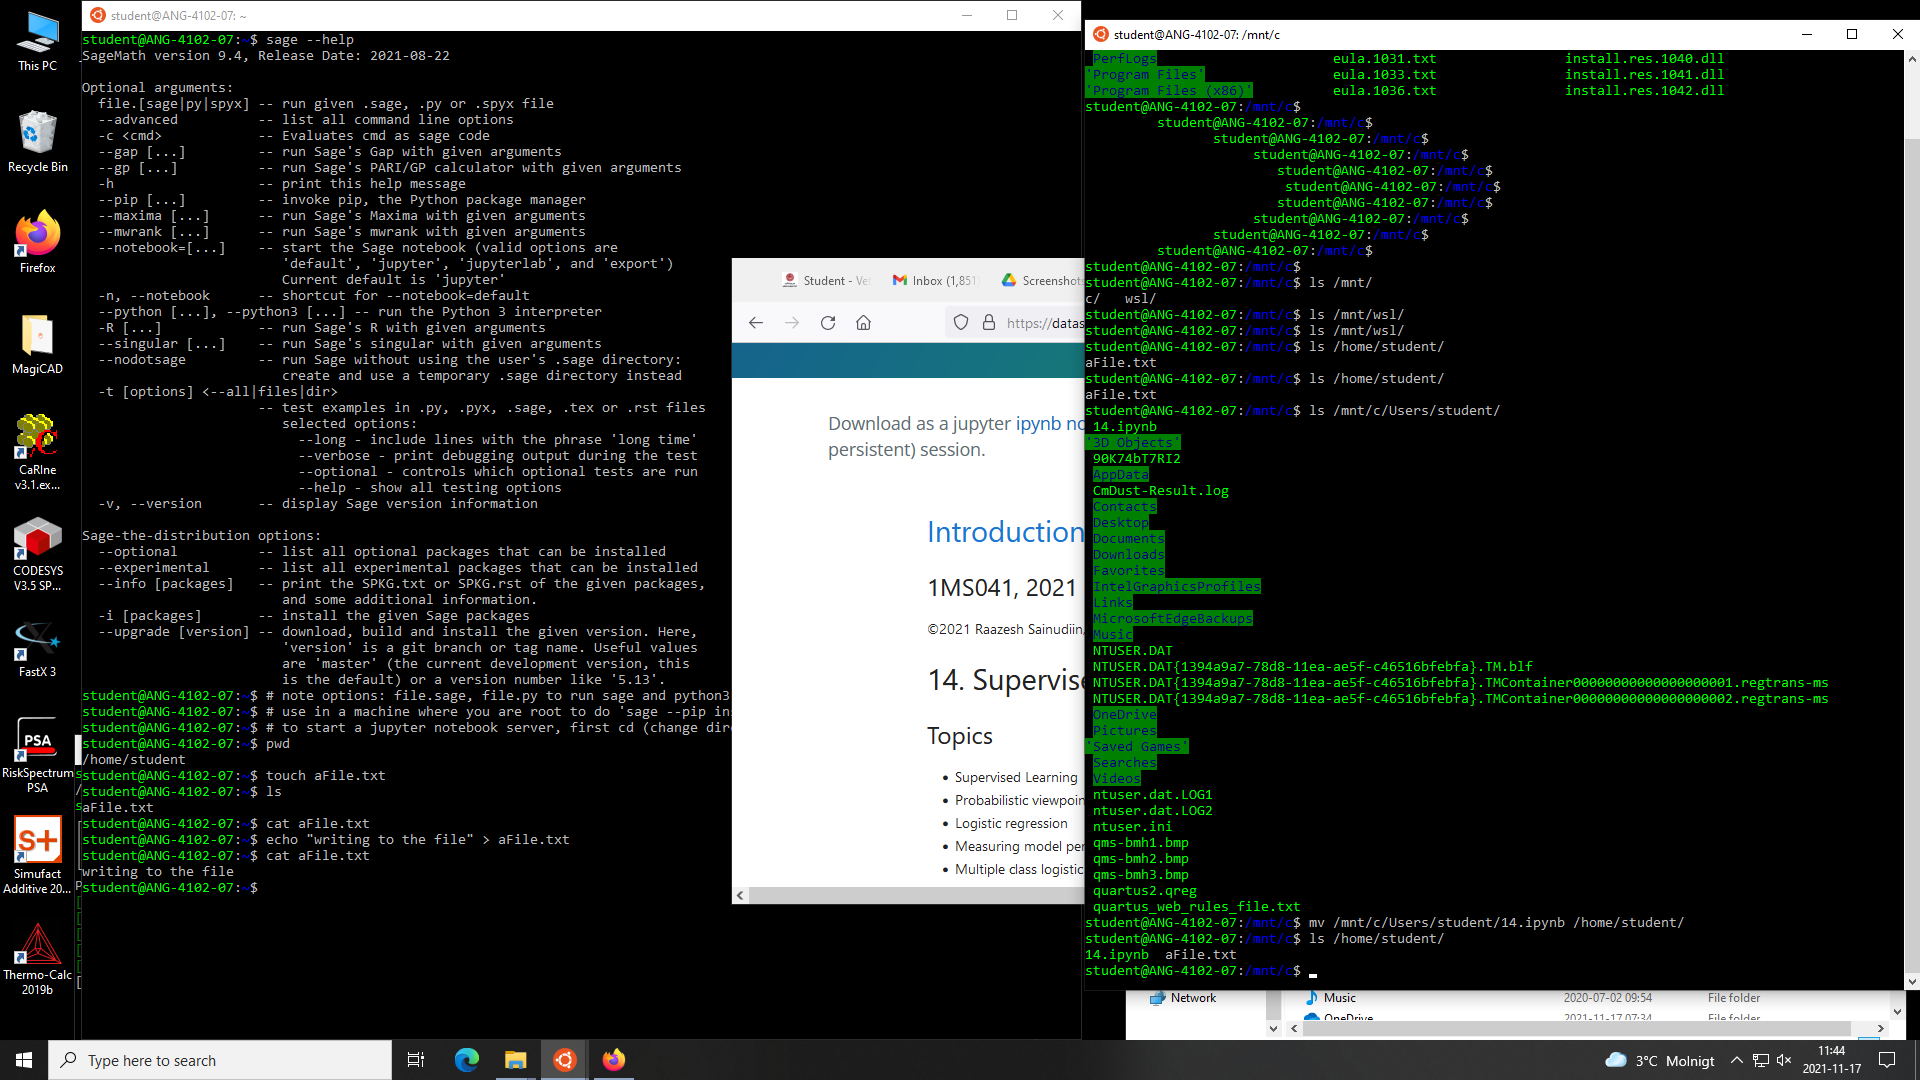 This PC
Recycle Bin
Firefox
MagiCAD
CaRIne
v3.1.ex...
CODESYS
V3.5 SP...
FastX 3
PSA
RiskSpectrum
PSA
S+
Simufact
Additive 20...
Thermo-Calc
2019b
student@ANG-4102-07: ~
student@ANG-4102-07:~$ sage --help
SageMath version 9.4, Release Date: 2021-08-22
Optional arguments:
  file.[sage|py|spyx] -- run given .sage, .py or .spyx file
  --advanced          -- list all command line options
  -c <cmd>            -- Evaluates cmd as sage code
  --gap [...]         -- run Sage's Gap with given arguments
  --gp [...]          -- run Sage's PARI/GP calculator with given arguments
  -h                  -- print this help message
  --pip [...]         -- invoke pip, the Python package manager
  --maxima [...]      -- run Sage's Maxima with given arguments
  --mwrank [...]      -- run Sage's mwrank with given arguments
  --notebook=[...]    -- start the Sage notebook (valid options are
                         'default', 'jupyter', 'jupyterlab', and 'export')
                         Current default is 'jupyter'
  -n, --notebook      -- shortcut for --notebook=default
  --python [...], --python3 [...] -- run the Python 3 interpreter
  -R [...]            -- run Sage's R with given arguments
  --singular [...]    -- run Sage's singular with given arguments
  --nodotsage         -- run Sage without using the user's .sage directory:
                         create and use a temporary .sage directory instead
  -t [options] <--all|files|dir>
                      -- test examples in .py, .pyx, .sage, .tex or .rst files
                         selected options:
                           --long - include lines with the phrase 'long time'
                           --verbose - print debugging output during the test
                           --optional - controls which optional tests are run
                           --help - show all testing options
  -v, --version       -- display Sage version information
Sage-the-distribution options:
  --optional          -- list all optional packages that can be installed
  --experimental      -- list all experimental packages that can be installed
  --info [packages]   -- print the SPKG.txt or SPKG.rst of the given packages,
                         and some additional information.
  -i [packages]       -- install the given Sage packages
  --upgrade [version] -- download, build and install the given version. Here,
                         'version' is a git branch or tag name. Useful values
                         are 'master' (the current development version, this
                         is the default) or a version number like '5.13'.
student@ANG-4102-07:~$ # note options: file.sage, file.py to run sage and python3
student@ANG-4102-07:~$ # use in a machine where you are root to do 'sage --pip ins
student@ANG-4102-07:~$ # to start a jupyter notebook server, first cd (change dire
student@ANG-4102-07:~$ pwd
/home/student
student@ANG-4102-07:~$ touch aFile.txt
student@ANG-4102-07:~$ ls
aFile.txt
student@ANG-4102-07:~$ cat aFile.txt
student@ANG-4102-07:~$ echo "writing to the file" > aFile.txt
student@ANG-4102-07:~$ cat aFile.txt
writing to the file
student@ANG-4102-07:~$
Student - Ve
Inbox (1,851)
Screenshots
https://datas
Download as a jupyter ipynb no
persistent) session.
Introduction
1MS041, 2021
©2021 Raazesh Sainudiin,
14. Supervise
Topics
• Supervised Learning
• Probabilistic viewpoin
• Logistic regression
• Measuring model per
• Multiple class logistic
student@ANG-4102-07: /mnt/c
PerfLogs eula.1031.txt install.res.1040.dll
'Program Files' eula.1033.txt install.res.1041.dll
'Program Files (x86)' eula.1036.txt install.res.1042.dll
student@ANG-4102-07:/mnt/c$
student@ANG-4102-07:/mnt/c$
student@ANG-4102-07:/mnt/c$
student@ANG-4102-07:/mnt/c$
student@ANG-4102-07:/mnt/c$
student@ANG-4102-07:/mnt/c$
student@ANG-4102-07:/mnt/c$
student@ANG-4102-07:/mnt/c$
student@ANG-4102-07:/mnt/c$
student@ANG-4102-07:/mnt/c$
student@ANG-4102-07:/mnt/c$
student@ANG-4102-07:/mnt/c$ ls /mnt/
c/   wsl/
student@ANG-4102-07:/mnt/c$ ls /mnt/wsl/
student@ANG-4102-07:/mnt/c$ ls /mnt/wsl/
student@ANG-4102-07:/mnt/c$ ls /home/student/
aFile.txt
student@ANG-4102-07:/mnt/c$ ls /home/student/
aFile.txt
student@ANG-4102-07:/mnt/c$ ls /mnt/c/Users/student/
14.ipynb
'3D Objects'
90K74bT7RI2
AppData
CmDust-Result.log
Contacts
Desktop
Documents
Downloads
Favorites
IntelGraphicsProfiles
Links
MicrosoftEdgeBackups
Music
NTUSER.DAT
NTUSER.DAT{1394a9a7-78d8-11ea-ae5f-c46516bfebfa}.TM.blf
NTUSER.DAT{1394a9a7-78d8-11ea-ae5f-c46516bfebfa}.TMContainer00000000000000000001.regtrans-ms
NTUSER.DAT{1394a9a7-78d8-11ea-ae5f-c46516bfebfa}.TMContainer00000000000000000002.regtrans-ms
OneDrive
Pictures
'Saved Games'
Searches
Videos
ntuser.dat.LOG1
ntuser.dat.LOG2
ntuser.ini
qms-bmh1.bmp
qms-bmh2.bmp
qms-bmh3.bmp
quartus2.qreg
quartus_web_rules_file.txt
student@ANG-4102-07:/mnt/c$ mv /mnt/c/Users/student/14.ipynb /home/student/
student@ANG-4102-07:/mnt/c$ ls /home/student/
14.ipynb  aFile.txt
student@ANG-4102-07:/mnt/c$
Network
Music 2020-07-02 09:54 File folder
OneDrive 2021-11-17 07:34 File folder
Type here to search
3°C Molnigt
11:44
2021-11-17